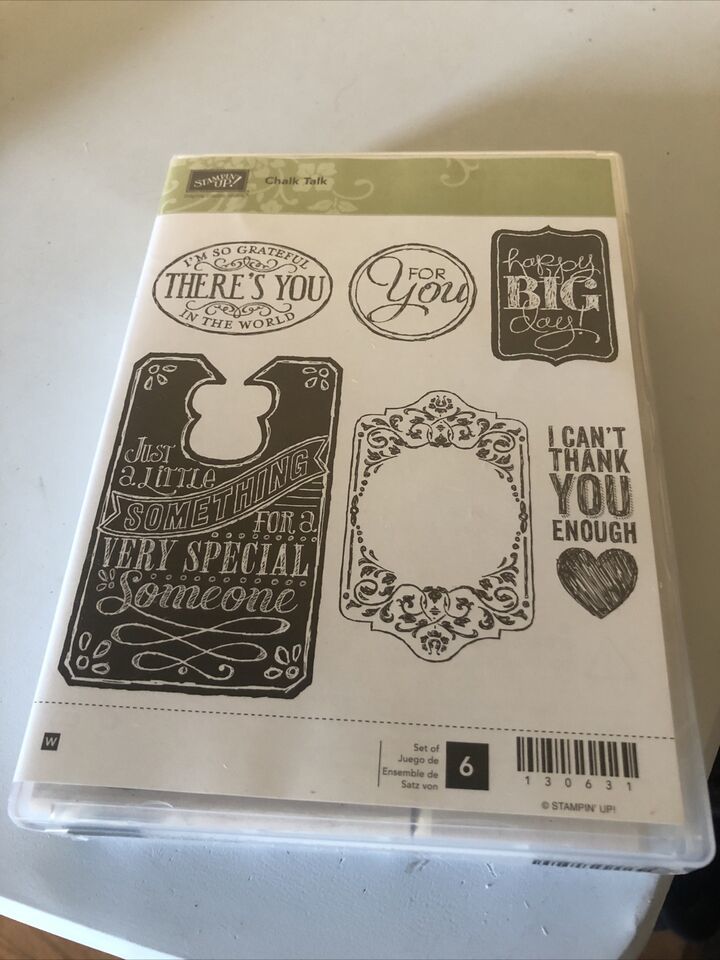 STAMPIN' UP!
Chalk Talk
I'M SO GRATEFUL
THERE'S YOU
IN THE WORLD
FOR
You
happy
BIG
day!
JUST
a LITTLE
SOMETHING
FOR a
VERY SPECIAL
Someone
I CAN'T
THANK
YOU
ENOUGH
W
Set of
Juego de
Ensemble de
Satz von
6
130631
© STAMPIN' UP!